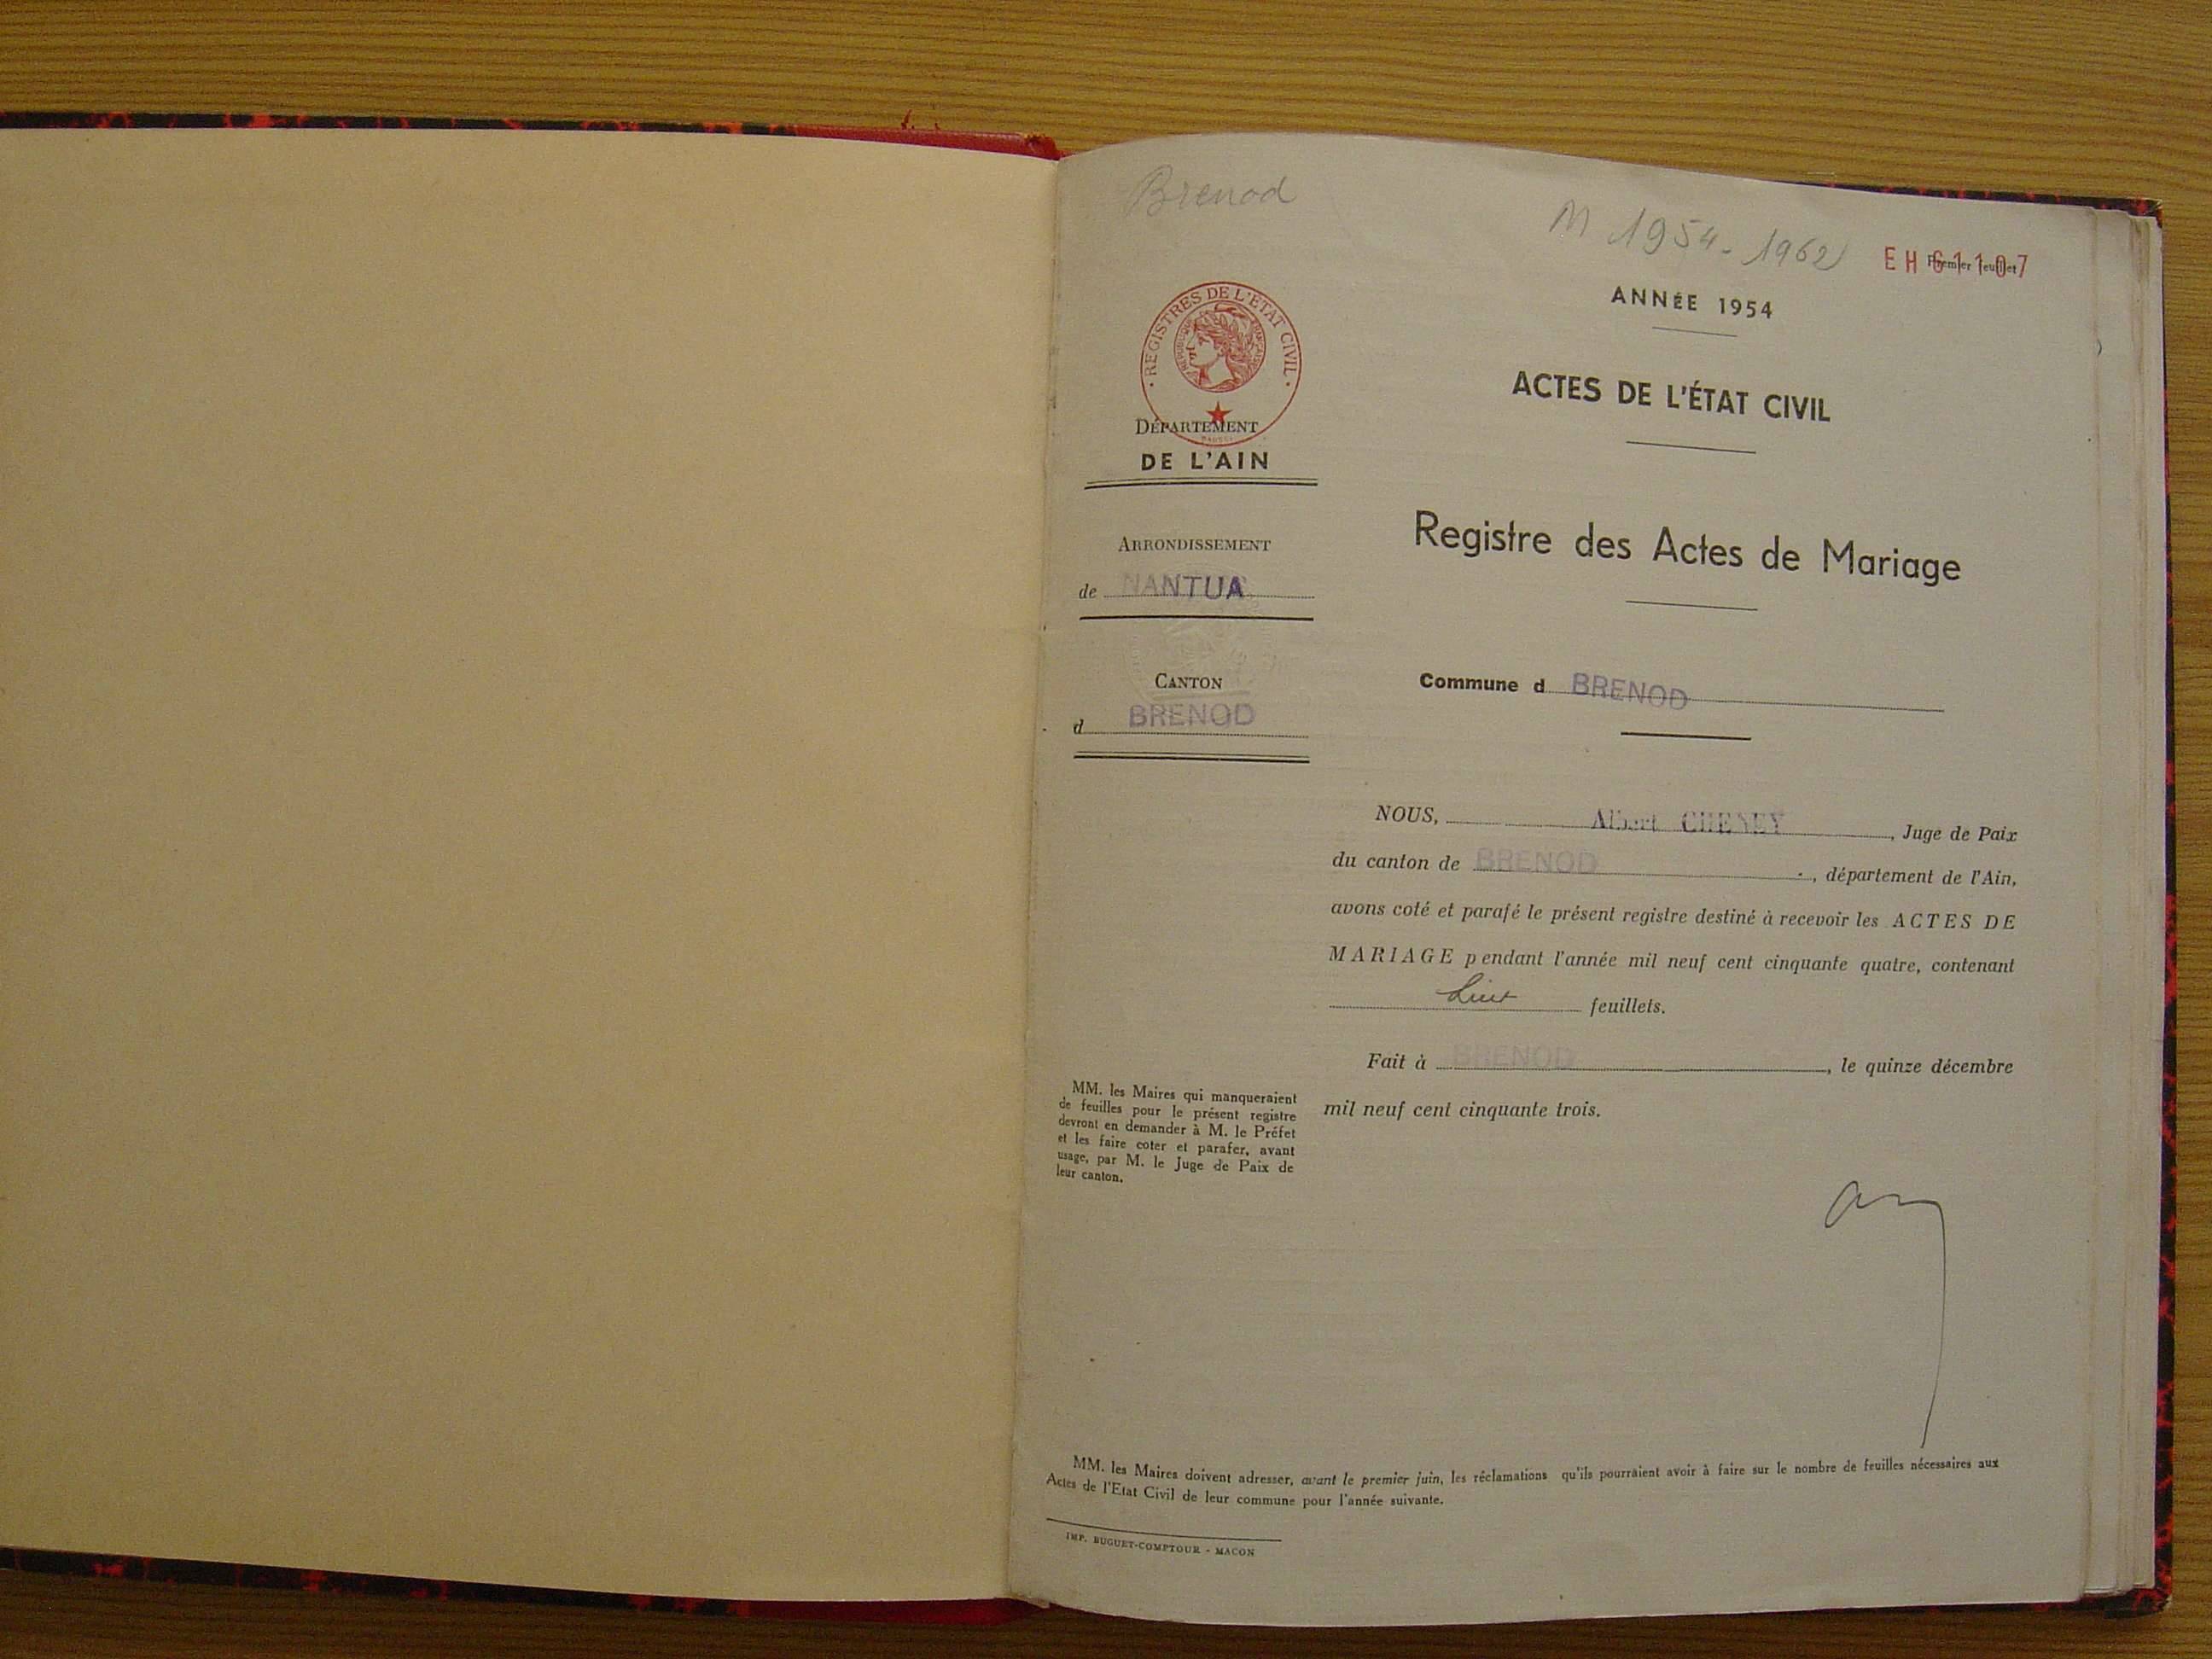 Brenod
M 1954-1962
EH 61107
Premier feuillet
ANNÉE 1954
· REGISTRES DE L'ETAT CIVIL ·
REPUBLIQUE FRANÇAISE
ACTES DE L'ÉTAT CIVIL
DÉPARTEMENT
DE L'AIN
Registre des Actes de Mariage
ARRONDISSEMENT
de NANTUA
CANTON
d BRENOD
Commune d BRENOD
NOUS, Albert CHENEY, Juge de Paix
du canton de BRENOD, département de l'Ain,
avons coté et parafé le présent registre destiné à recevoir les ACTES DE
MARIAGE pendant l'année mil neuf cent cinquante quatre, contenant
huit feuillets.
Fait à BRENOD, le quinze décembre
mil neuf cent cinquante trois.
MM. les Maires qui manqueraient
de feuilles pour le présent registre
devront en demander à M. le Préfet
et les faire coter et parafer, avant
usage, par M. le Juge de Paix de
leur canton.
MM. les Maires doivent adresser, avant le premier juin, les réclamations qu'ils pourraient avoir à faire sur le nombre de feuilles nécessaires aux
Actes de l'Etat Civil de leur commune pour l'année suivante.
IMP. BUGUET-COMPTOUR - MACON